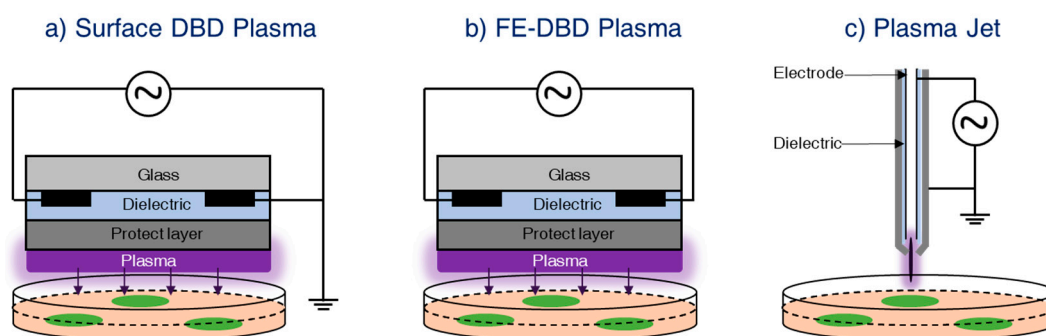 a) Surface DBD Plasma
b) FE-DBD Plasma
c) Plasma Jet
Glass
Dielectric
Protect layer
Plasma
Glass
Dielectric
Protect layer
Plasma
Electrode
Dielectric